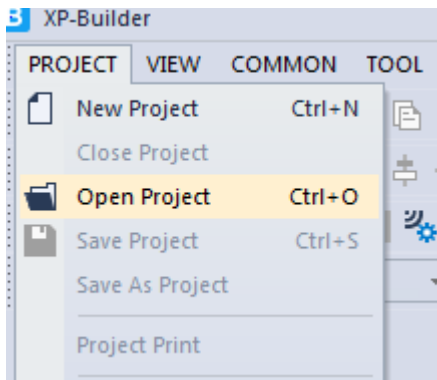 XP-Builder
PROJECT VIEW COMMON TOOL
New Project Ctrl+N
Close Project
Open Project Ctrl+O
Save Project Ctrl+S
Save As Project
Project Print